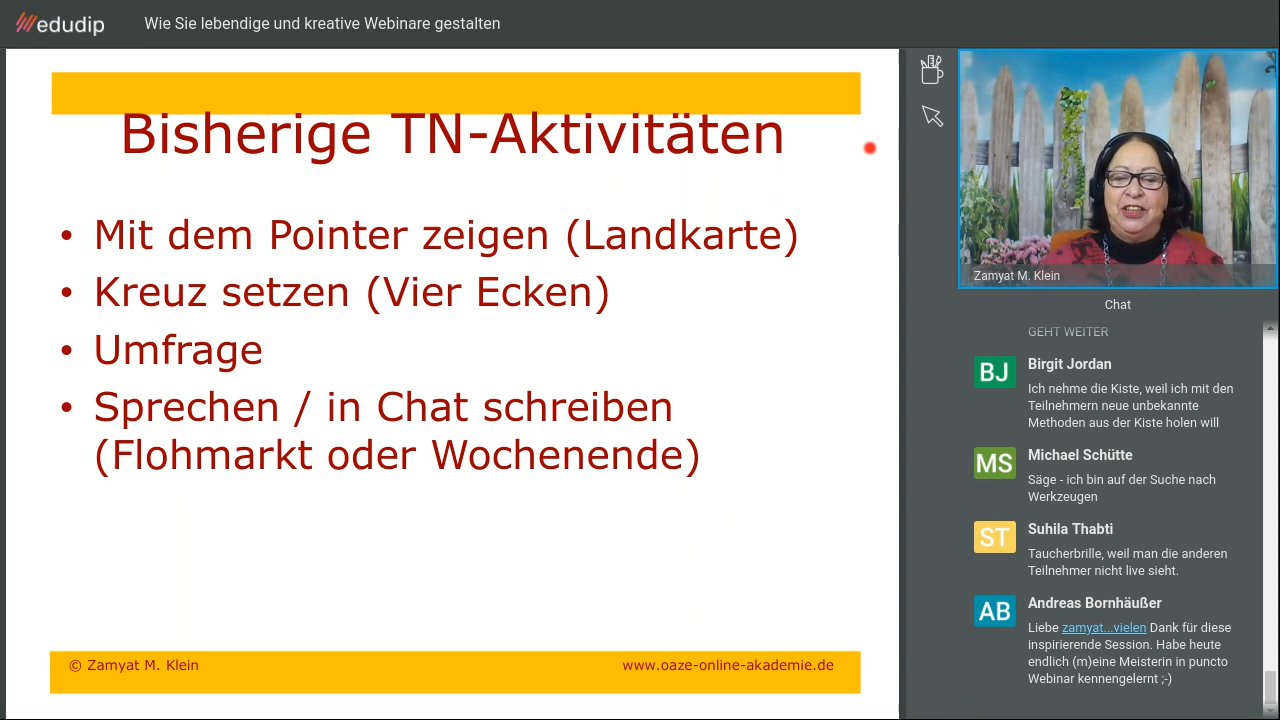 edudip
Wie Sie lebendige und kreative Webinare gestalten
Bisherige TN-Aktivitäten
• Mit dem Pointer zeigen (Landkarte)
• Kreuz setzen (Vier Ecken)
• Umfrage
• Sprechen / in Chat schreiben
(Flohmarkt oder Wochenende)
© Zamyat M. Klein
www.oaze-online-akademie.de
Zamyat M. Klein
Chat
GEHT WEITER
BJ
Birgit Jordan
Ich nehme die Kiste, weil ich mit den
Teilnehmern neue unbekannte
Methoden aus der Kiste holen will
MS
Michael Schütte
Säge - ich bin auf der Suche nach
Werkzeugen
ST
Suhila Thabti
Taucherbrille, weil man die anderen
Teilnehmer nicht live sieht.
AB
Andreas Bornhäußer
Liebe zamyat...vielen Dank für diese
inspirierende Session. Habe heute
endlich (m)eine Meisterin in puncto
Webinar kennengelernt ;-)